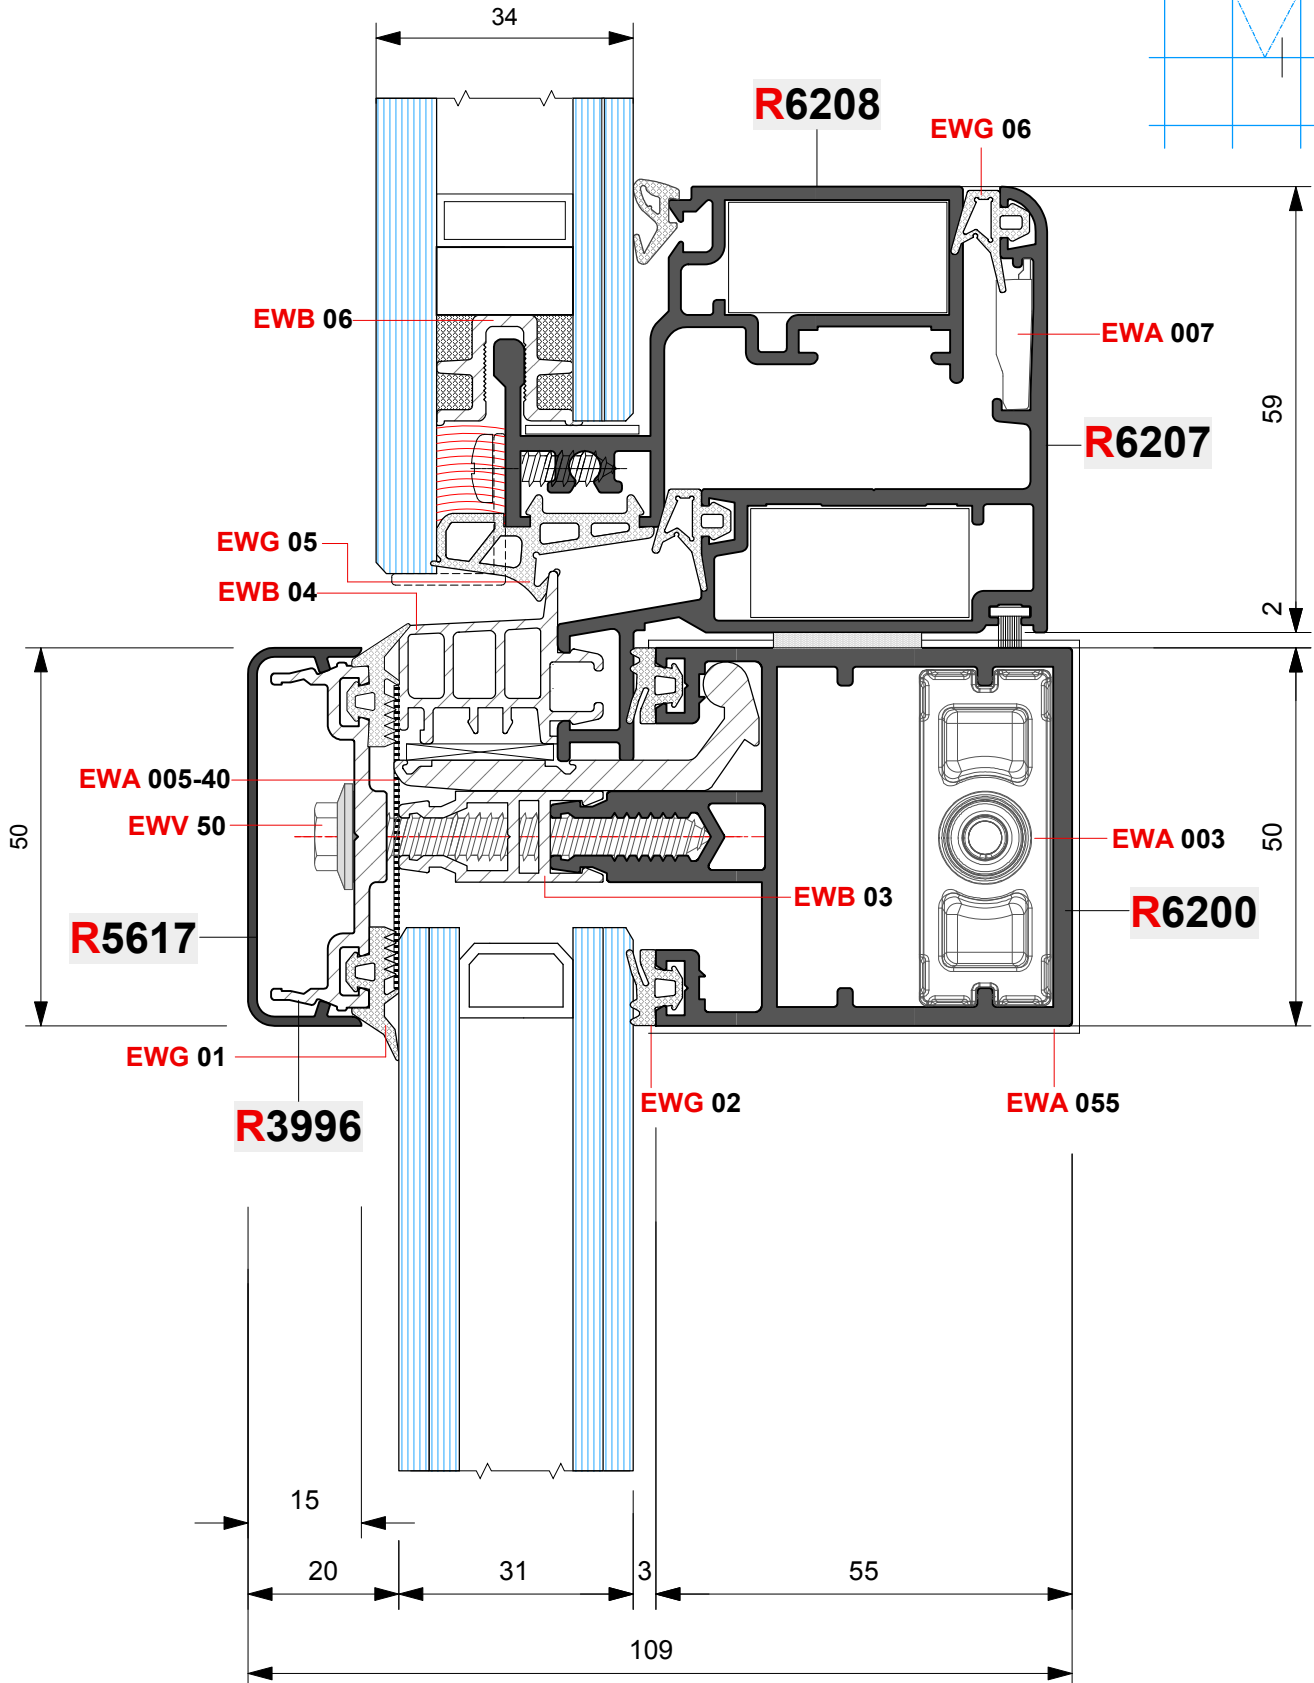 34
R6208
EWG 06
EWB 06
EWA 007
59
R6207
EWG 05
EWB 04
2
EWA 005-40
EWV 50
50
50
EWA 003
EWB 03
R6200
R5617
EWG 01
EWG 02
EWA 055
R3996
15
20
31
3
55
109